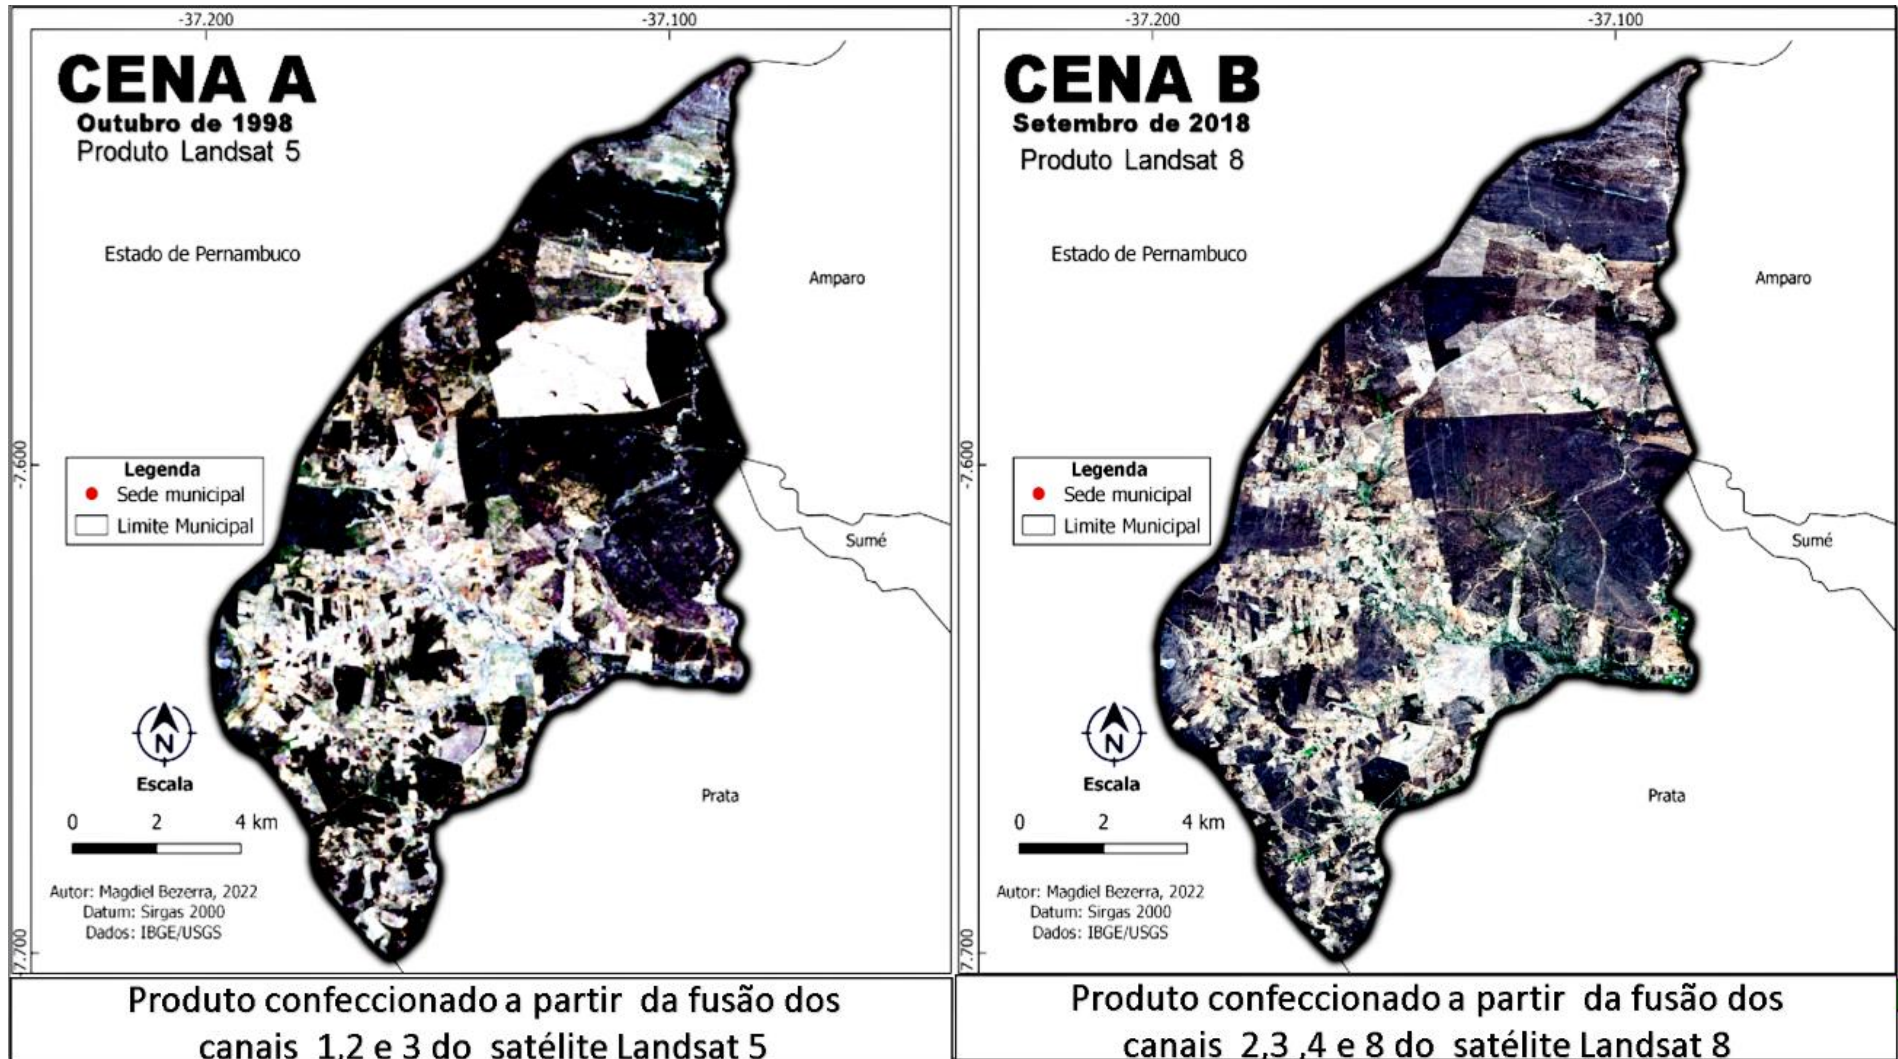 -37.200
-37.100
CENA A
Outubro de 1998
Produto Landsat 5
Estado de Pernambuco
Amparo
-7.600
Legenda
Sede municipal
Limite Municipal
Sumé
N
Escala
Prata
0 2 4 km
Autor: Magdiel Bezerra, 2022
Datum: Sirgas 2000
Dados: IBGE/USGS
-7.700
Produto confeccionado a partir da fusão dos
canais 1,2 e 3 do satélite Landsat 5
-37.200
-37.100
CENA B
Setembro de 2018
Produto Landsat 8
Estado de Pernambuco
Amparo
-7.600
Legenda
Sede municipal
Limite Municipal
Sumé
N
Escala
Prata
0 2 4 km
Autor: Magdiel Bezerra, 2022
Datum: Sirgas 2000
Dados: IBGE/USGS
-7.700
Produto confeccionado a partir da fusão dos
canais 2,3 ,4 e 8 do satélite Landsat 8